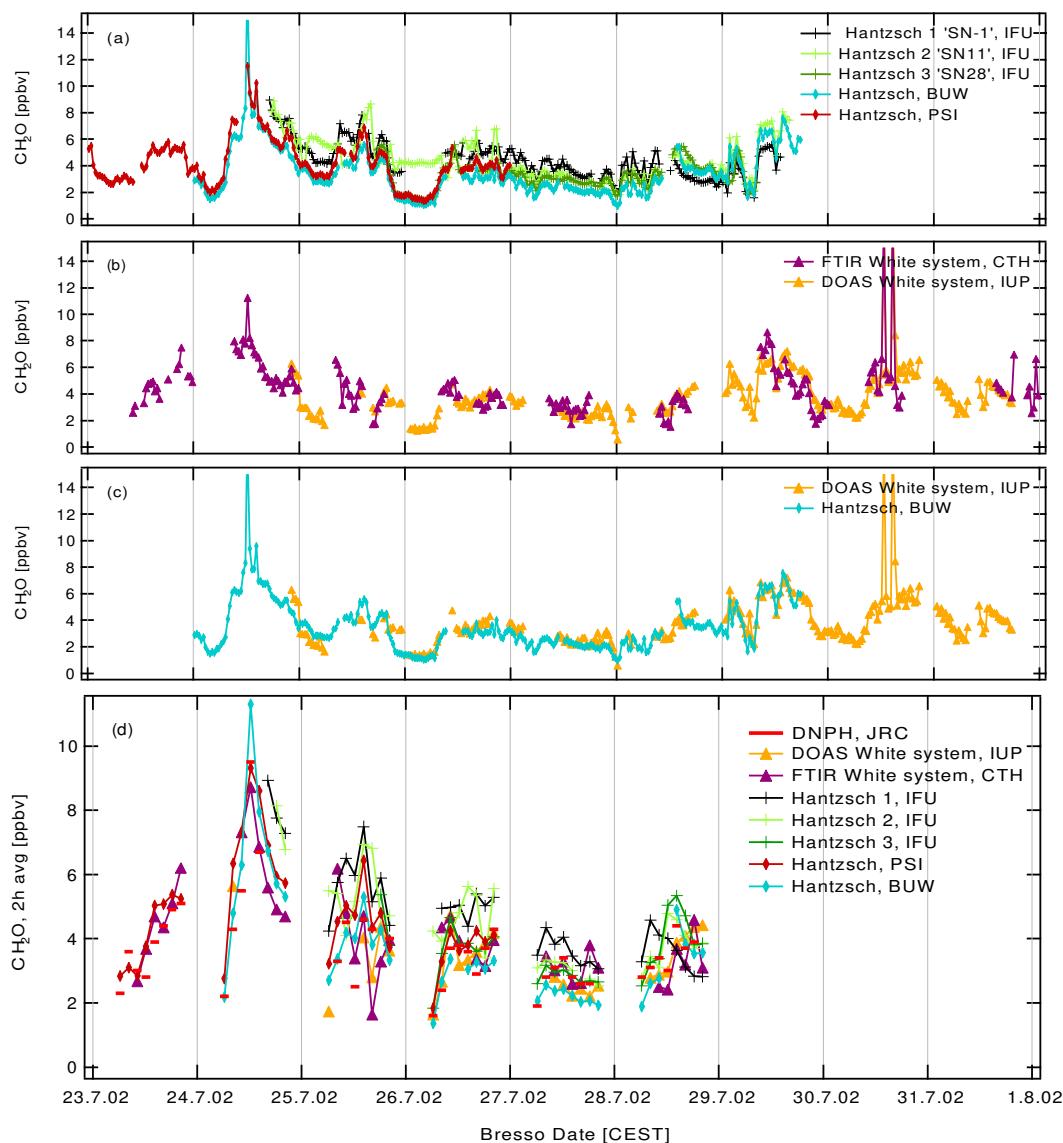 (a)
Hantzsch 1 'SN-1', IFU
Hantzsch 2 'SN11', IFU
Hantzsch 3 'SN28', IFU
Hantzsch, BUW
Hantzsch, PSI
CH2O [ppbv]
14
12
10
8
6
4
2
0
(b)
FTIR White system, CTH
DOAS White system, IUP
CH2O [ppbv]
14
12
10
8
6
4
2
0
(c)
DOAS White system, IUP
Hantzsch, BUW
CH2O [ppbv]
14
12
10
8
6
4
2
0
(d)
DNPH, JRC
DOAS White system, IUP
FTIR White system, CTH
Hantzsch 1, IFU
Hantzsch 2, IFU
Hantzsch 3, IFU
Hantzsch, PSI
Hantzsch, BUW
CH2O, 2h avg [ppbv]
10
8
6
4
2
0
23.7.02 24.7.02 25.7.02 26.7.02 27.7.02 28.7.02 29.7.02 30.7.02 31.7.02 1.8.02
Bresso Date [CEST]